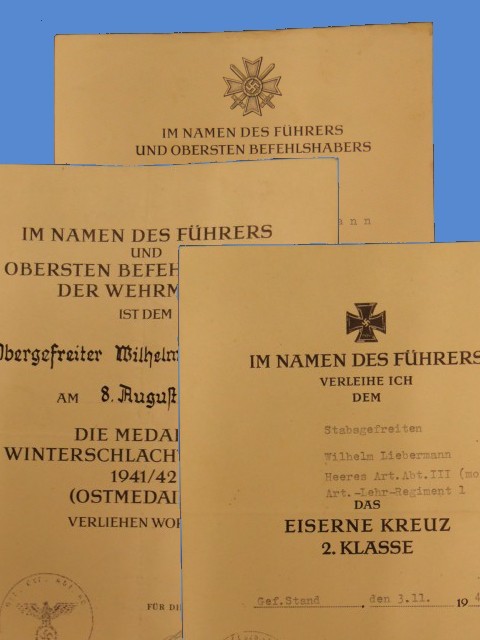 IM NAMEN DES FÜHRERS
UND OBERSTEN BEFEHLSHABERS
ann
IM NAMEN DES FÜHRERS
UND
OBERSTEN BEFEH
DER WEHRM
IST DEM
Obergefreiter Wilhelm
AM 8. August
DIE MEDAI
WINTERSCHLACHT
1941/42
(OSTMEDAI
VERLIEHEN WOR
FÜR DI
IM NAMEN DES FÜHRERS
VERLEIHE ICH
DEM
Stabsgefreiten
Wilhelm Liebermann
Heeres Art.Abt.III (mo
Art.-Lehr-Regiment 1
DAS
EISERNE KREUZ
2. KLASSE
Gef.Stand, den 3.11. 194